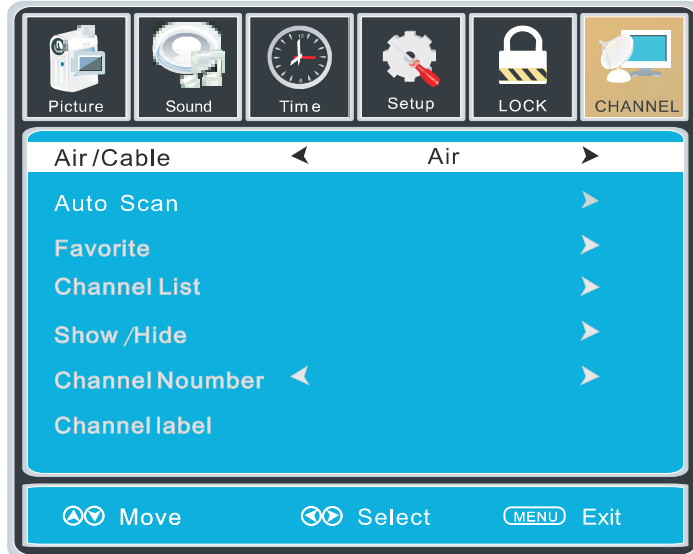 Picture Sound Time Setup LOCK CHANNEL
Air/Cable Air
Auto Scan
Favorite
Channel List
Show/Hide
Channel Noumber
Channel label
Move Select MENU Exit